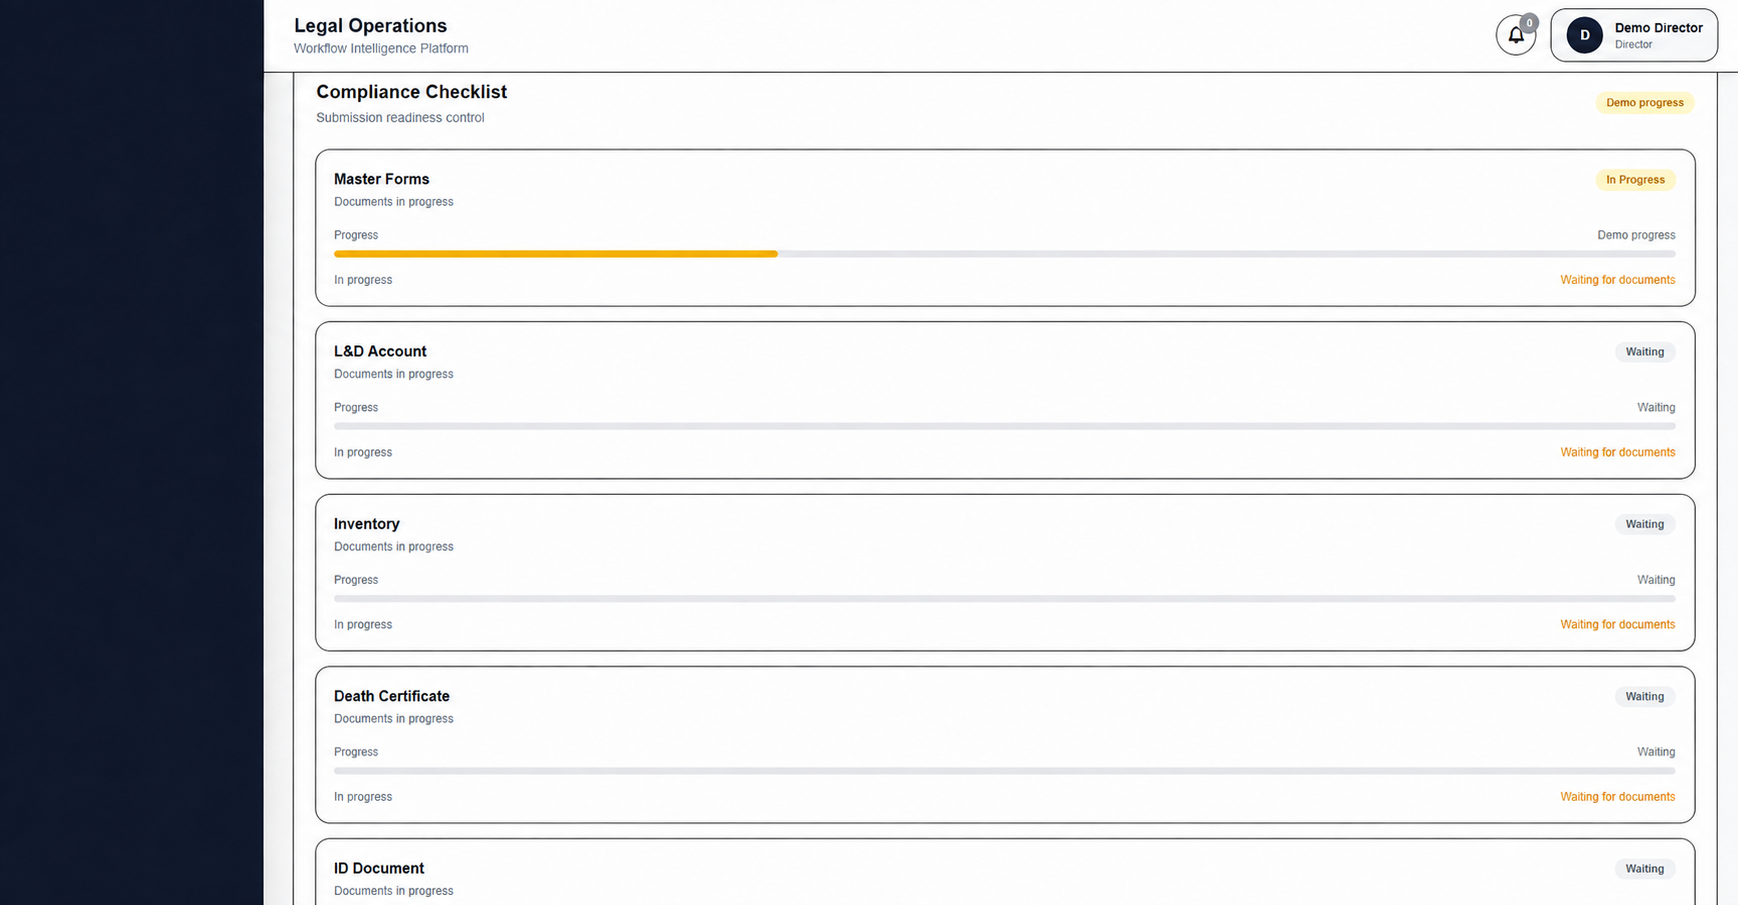 Legal Operations
Workflow Intelligence Platform
0
D
Demo Director
Director
Compliance Checklist
Submission readiness control
Demo progress
Master Forms
In Progress
Documents in progress
Progress
Demo progress
In progress
Waiting for documents
L&D Account
Waiting
Documents in progress
Progress
Waiting
In progress
Waiting for documents
Inventory
Waiting
Documents in progress
Progress
Waiting
In progress
Waiting for documents
Death Certificate
Waiting
Documents in progress
Progress
Waiting
In progress
Waiting for documents
ID Document
Waiting
Documents in progress